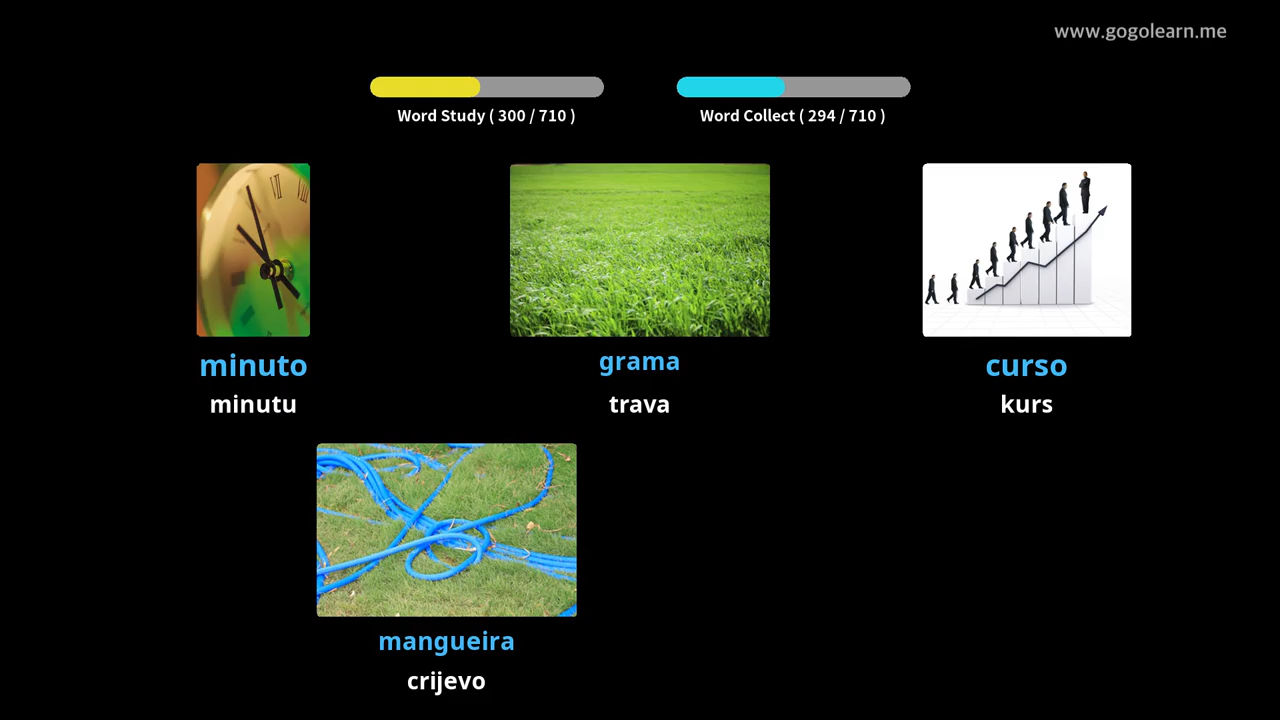 www.gogolearn.me
Word Study ( 300 / 710 )
Word Collect ( 294 / 710 )
minuto
minutu
grama
trava
curso
kurs
mangueira
crijevo